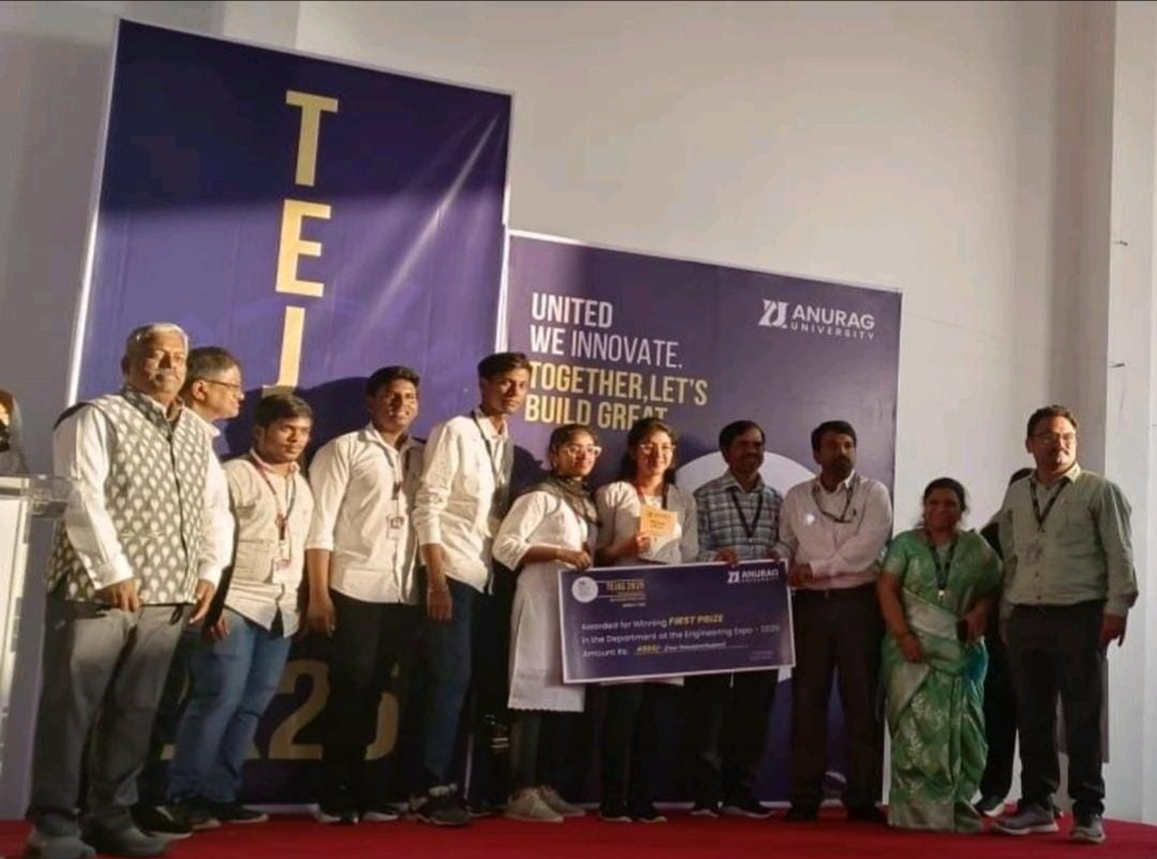 T
E
J
UNITED
WE INNOVATE.
TOGETHER, LET'S
BUILD GREAT
ANURAG
UNIVERSITY
ANURAG
Awarded for Winning FIRST PRIZE
in the Department at the Engineering Expo - 2025
Amount Rs.